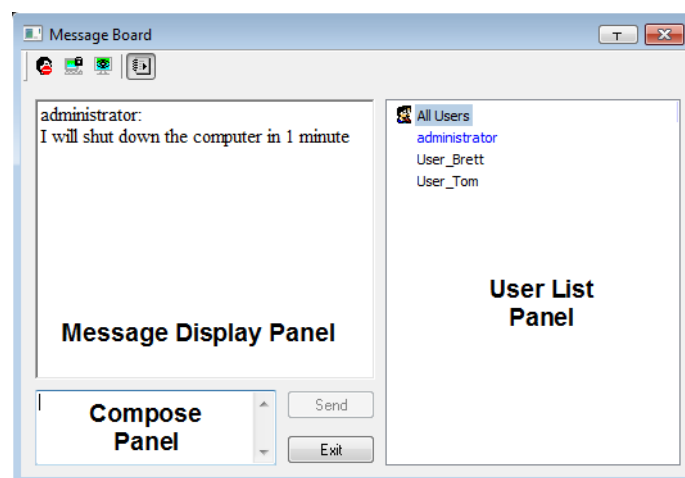 Message Board
administrator:
I will shut down the computer in 1 minute
Message Display Panel
All Users
administrator
User_Brett
User_Tom
User List
Panel
Compose
Panel
Send
Exit